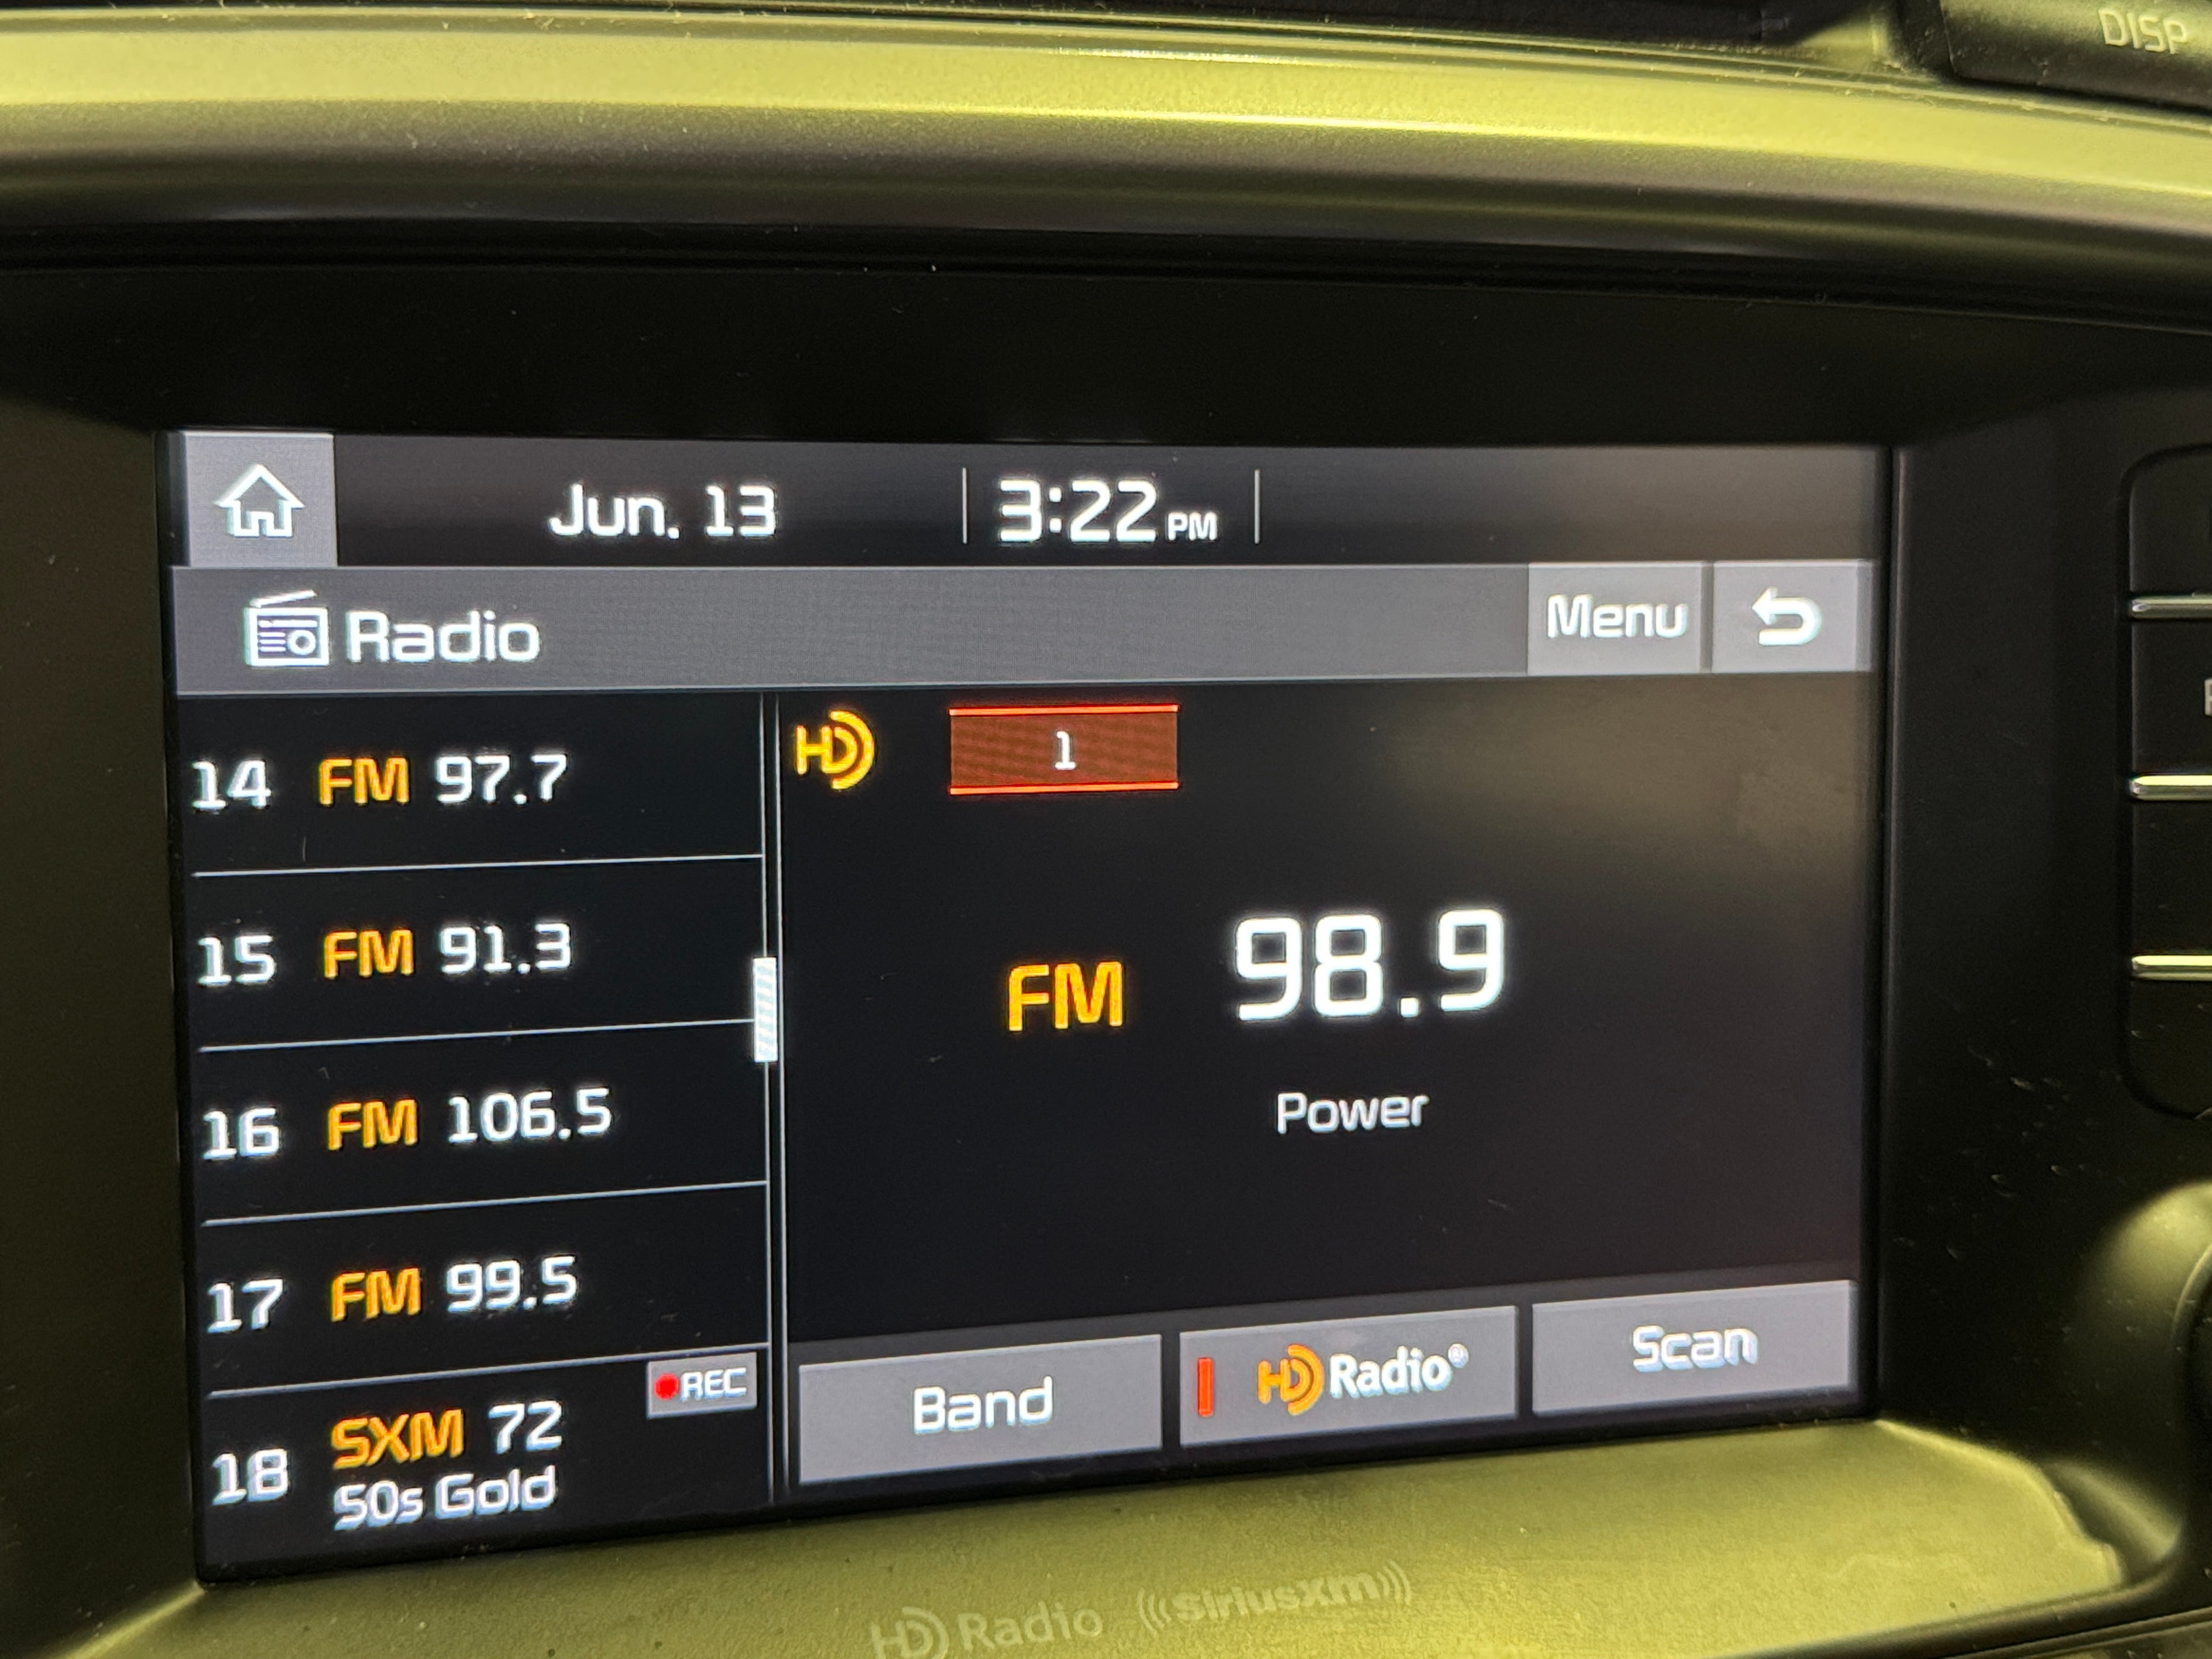 DISP
Jun. 13 3:22 PM
Radio Menu
14 FM 97.7
15 FM 91.3
16 FM 106.5
17 FM 99.5
REC
18 SXM 72
50s Gold
HD 1
FM 98.9
Power
Band HD Radio® Scan
HD Radio (((SiriusXm)))